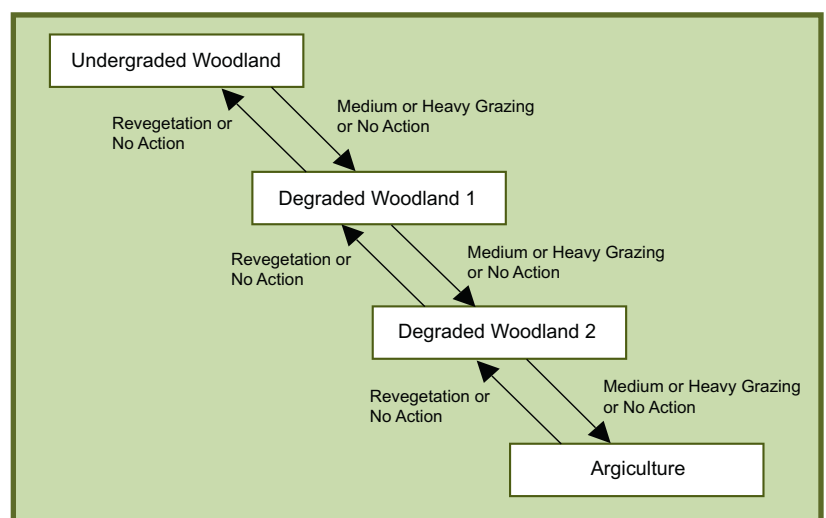 Undergraded Woodland
Medium or Heavy Grazing
or No Action
Revegetation or
No Action
Degraded Woodland 1
Medium or Heavy Grazing
or No Action
Revegetation or
No Action
Degraded Woodland 2
Medium or Heavy Grazing
or No Action
Revegetation or
No Action
Argiculture